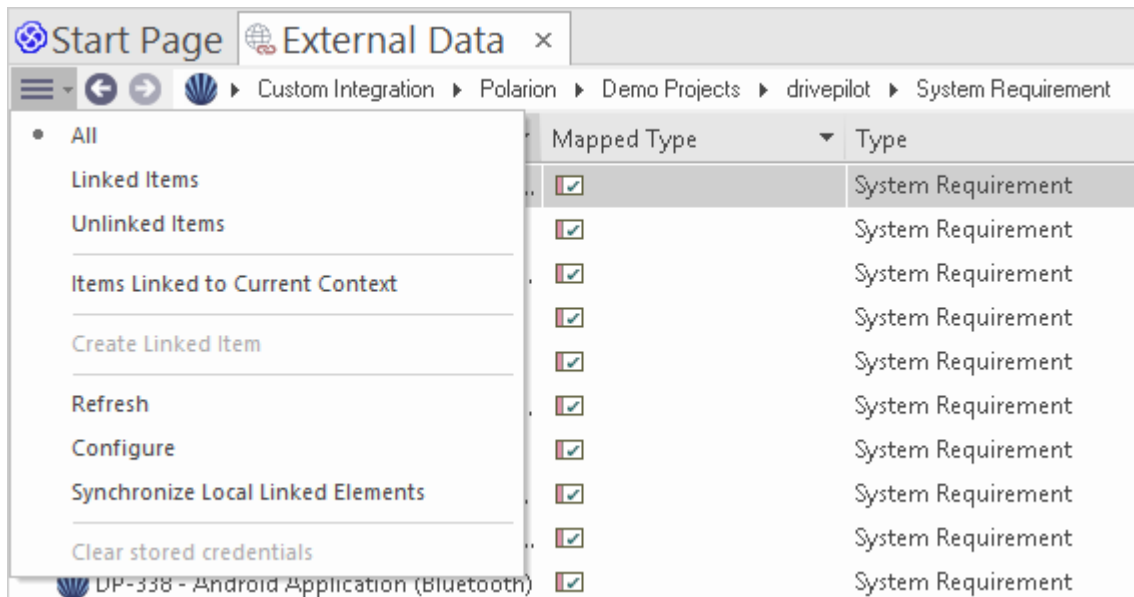 Start Page External Data ×
Custom Integration Polarion Demo Projects drivepilot System Requirement
All
Mapped Type Type
Linked Items .. System Requirement
Unlinked Items System Requirement
Items Linked to Current Context . System Requirement
System Requirement
Create Linked Item System Requirement
Refresh . System Requirement
Configure System Requirement
Synchronize Local Linked Elements . System Requirement
Clear stored credentials .. System Requirement
DP-338 - Android Application (Bluetooth) System Requirement